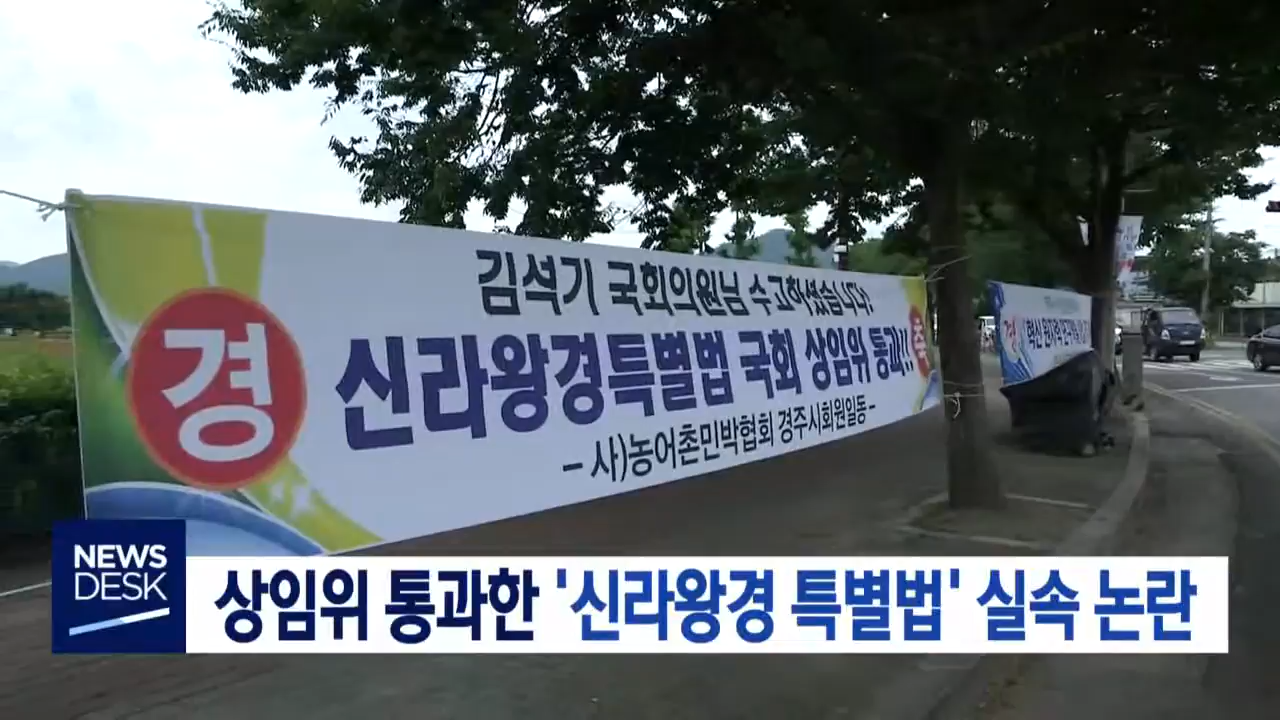 김석기 국회의원님 수고하셨습니다!
경 신라왕경특별법 국회 상임위 통과!! 축
- 사)농어촌민박협회 경주시회원일동 -
경
NEWS
DESK
상임위 통과한 '신라왕경 특별법' 실속 논란